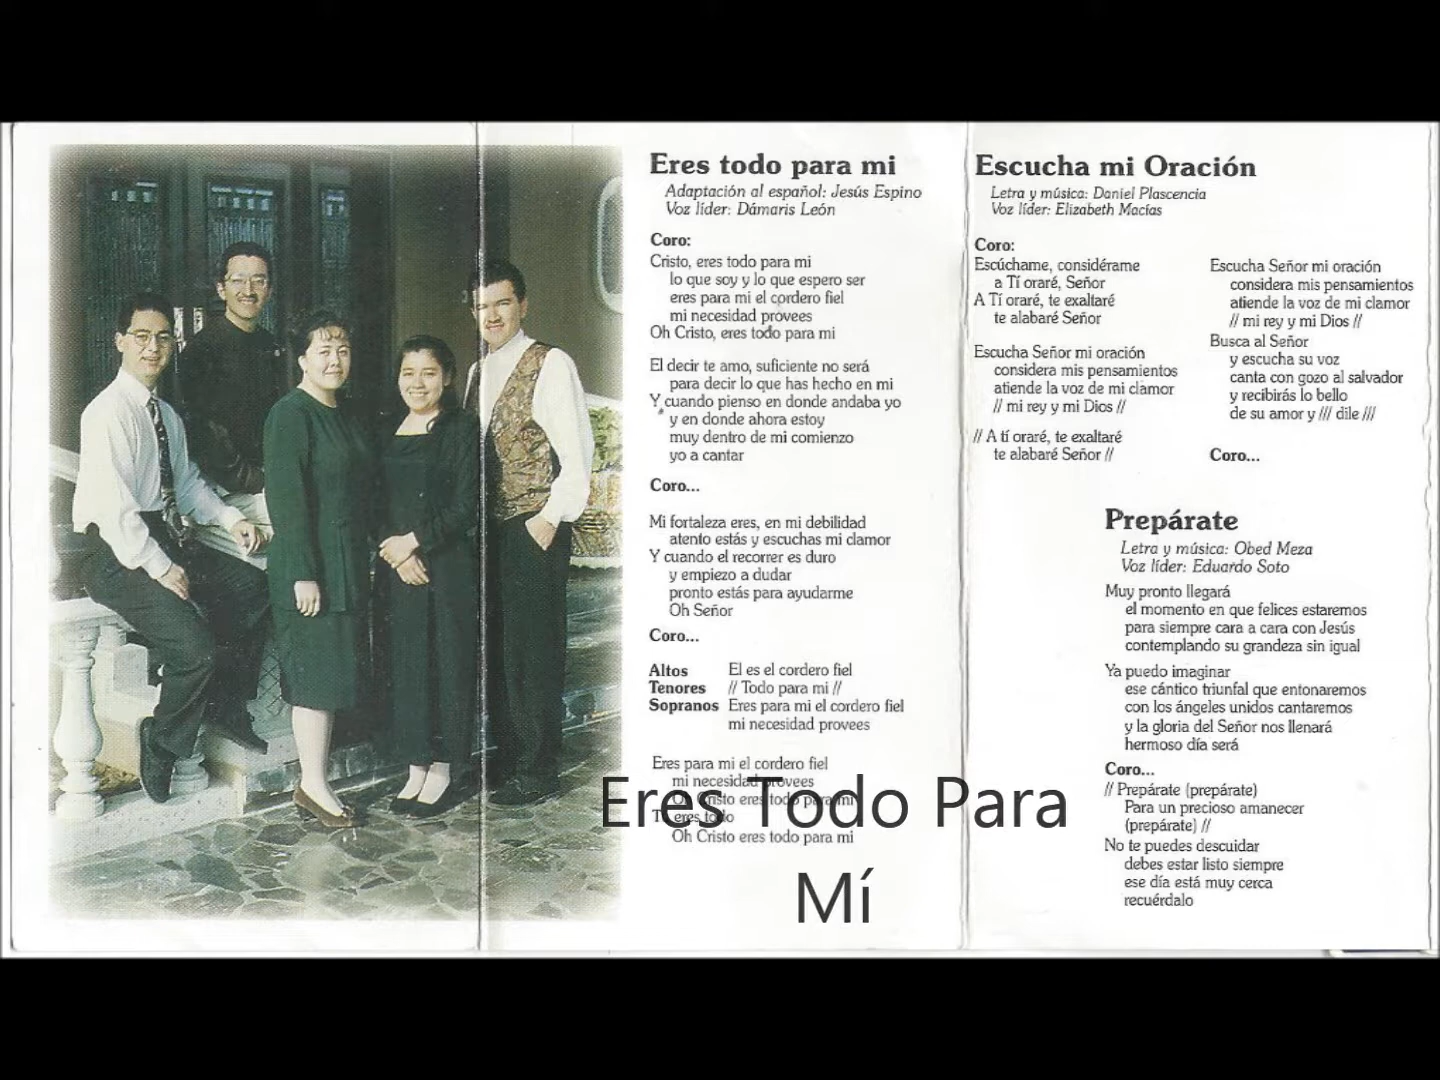 Eres todo para mi
Adaptación al español: Jesús Espino
Voz líder: Dámaris León
Coro:
Cristo, eres todo para mi
lo que soy y lo que espero ser
eres para mi el cordero fiel
mi necesidad provees
Oh Cristo, eres todo para mi
El decir te amo, suficiente no será
para decir lo que has hecho en mi
Y cuando pienso en donde andaba yo
y en donde ahora estoy
muy dentro de mi comienzo
yo a cantar
Coro...
Mi fortaleza eres, en mi debilidad
atento estás y escuchas mi clamor
Y cuando el recorrer es duro
y empiezo a dudar
pronto estás para ayudarme
Oh Señor
Coro...
Altos El es el cordero fiel
Tenores // Todo para mi //
Sopranos Eres para mi el cordero fiel
mi necesidad provees
Eres para mi el cordero fiel
mi necesidad provees
Oh Cristo eres todo para mi
Tu eres todo
Oh Cristo eres todo para mi
Escucha mi Oración
Letra y música: Daniel Plascencia
Voz líder: Elizabeth Macías
Coro:
Escúchame, considérame
a Tí oraré, Señor
A Tí oraré, te exaltaré
te alabaré Señor
Escucha Señor mi oración
considera mis pensamientos
atiende la voz de mi clamor
// mi rey y mi Dios //
// A tí oraré, te exaltaré
te alabaré Señor //
Escucha Señor mi oración
considera mis pensamientos
atiende la voz de mi clamor
// mi rey y mi Dios //
Busca al Señor
y escucha su voz
canta con gozo al salvador
y recibirás lo bello
de su amor y /// dile ///
Coro...
Prepárate
Letra y música: Obed Meza
Voz líder: Eduardo Soto
Muy pronto llegará
el momento en que felices estaremos
para siempre cara a cara con Jesús
contemplando su grandeza sin igual
Ya puedo imaginar
ese cántico triunfal que entonaremos
con los ángeles unidos cantaremos
y la gloria del Señor nos llenará
hermoso día será
Coro...
// Prepárate (prepárate)
Para un precioso amanecer
(prepárate) //
No te puedes descuidar
debes estar listo siempre
ese día está muy cerca
recuérdalo
Eres Todo Para
Mí